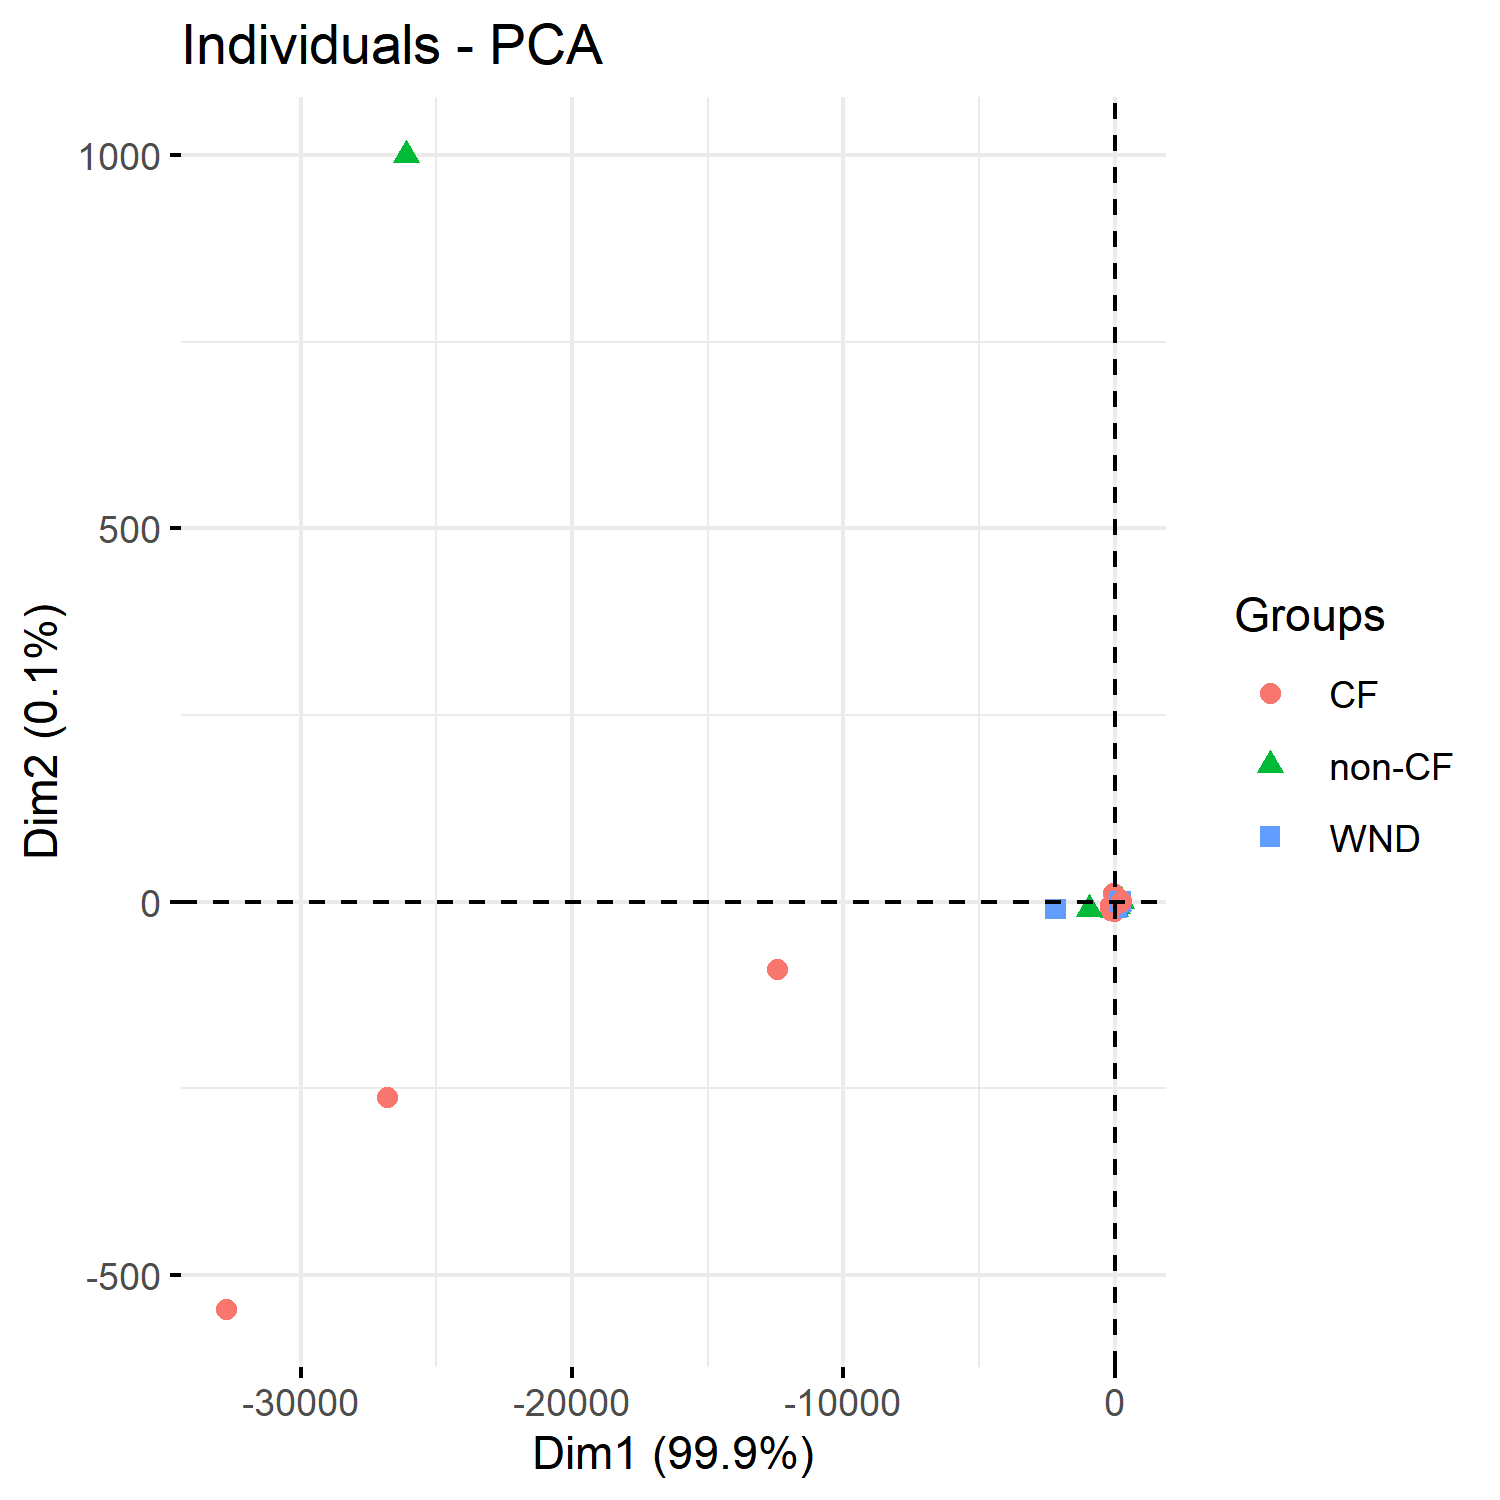 Individuals - PCA
1000
500
0
-500
Dim2 (0.1%)
-30000
-20000
-10000
0
Dim1 (99.9%)
Groups
CF
non-CF
WND